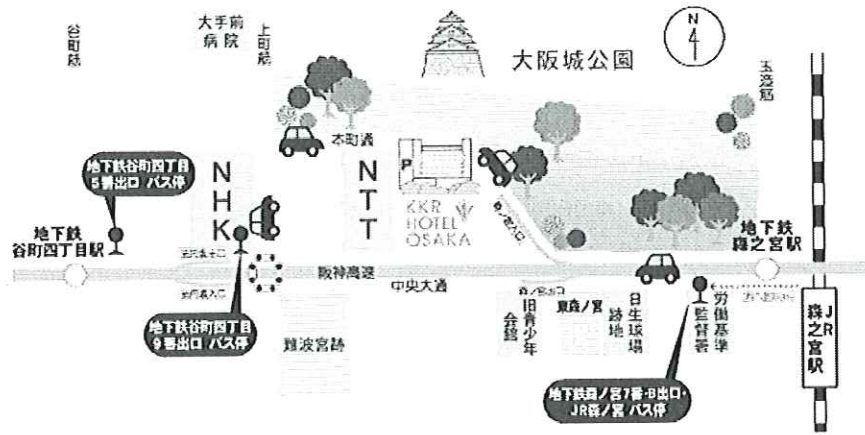 谷町筋
大手前
病院
上町筋
大阪城公園
N
玉造筋
本町通
P
NHK
NTT
KKR
HOTEL
OSAKA
地下鉄谷町四丁目
5番出口 バス停
地下鉄
谷町四丁目駅
地下鉄
森之宮駅
阪神高速
中央大通
地下鉄谷町四丁目
9番出口 バス停
難波宮跡
旧青少年
会館
東森ノ宮
日生球場
跡地
労働基準
監督署
JR
森之宮駅
地下鉄森ノ宮7番-B出口・
JR森ノ宮 バス停